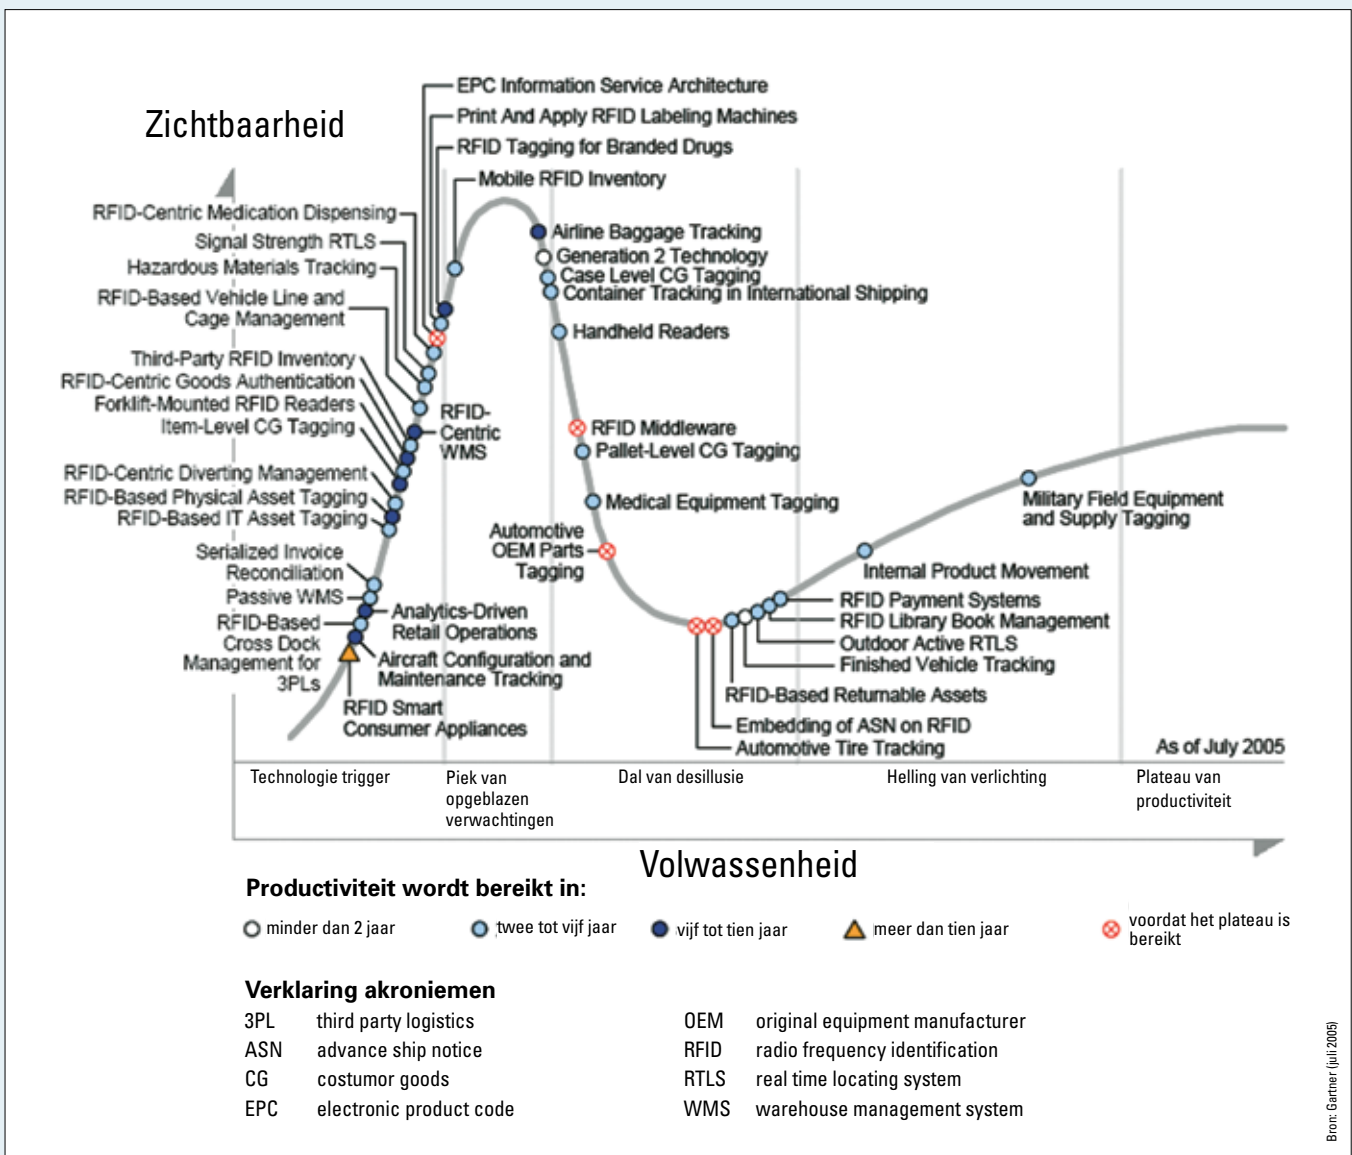 Zichtbaarheid
EPC Information Service Architecture
Print And Apply RFID Labeling Machines
RFID Tagging for Branded Drugs
Mobile RFID Inventory
RFID-Centric Medication Dispensing
Signal Strength RTLS
Hazardous Materials Tracking
RFID-Based Vehicle Line and
Cage Management
Third-Party RFID Inventory
RFID-Centric Goods Authentication
Forklift-Mounted RFID Readers
Item-Level CG Tagging
RFID-Centric Diverting Management
RFID-Based Physical Asset Tagging
RFID-Based IT Asset Tagging
Serialized Invoice
Reconciliation
Passive WMS
RFID-Based
Cross Dock
Management for
3PLs
RFID-
Centric
WMS
Analytics-Driven
Retail Operations
Aircraft Configuration and
Maintenance Tracking
RFID Smart
Consumer Appliances
Airline Baggage Tracking
Generation 2 Technology
Case Level CG Tagging
Container Tracking in International Shipping
Handheld Readers
RFID Middleware
Pallet-Level CG Tagging
Medical Equipment Tagging
Automotive
OEM Parts
Tagging
Military Field Equipment
and Supply Tagging
Internal Product Movement
RFID Payment Systems
RFID Library Book Management
Outdoor Active RTLS
Finished Vehicle Tracking
RFID-Based Returnable Assets
Embedding of ASN on RFID
Automotive Tire Tracking
As of July 2005
Technologie trigger
Piek van
opgeblazen
verwachtingen
Dal van desillusie
Helling van verlichting
Plateau van
productiviteit
Volwassenheid
Productiviteit wordt bereikt in:
minder dan 2 jaar
twee tot vijf jaar
vijf tot tien jaar
meer dan tien jaar
voordat het plateau is
bereikt
Verklaring akroniemen
3PL third party logistics
ASN advance ship notice
CG costumor goods
EPC electronic product code
OEM original equipment manufacturer
RFID radio frequency identification
RTLS real time locating system
WMS warehouse management system
Bron: Gartner (juli 2005)